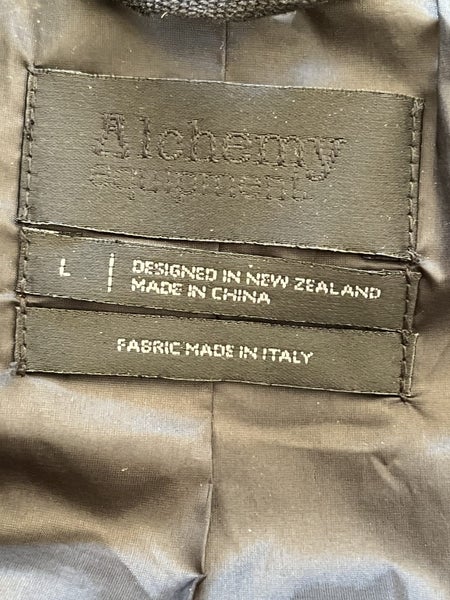 Alchemy
equipment
L | DESIGNED IN NEW ZEALAND
MADE IN CHINA
FABRIC MADE IN ITALY